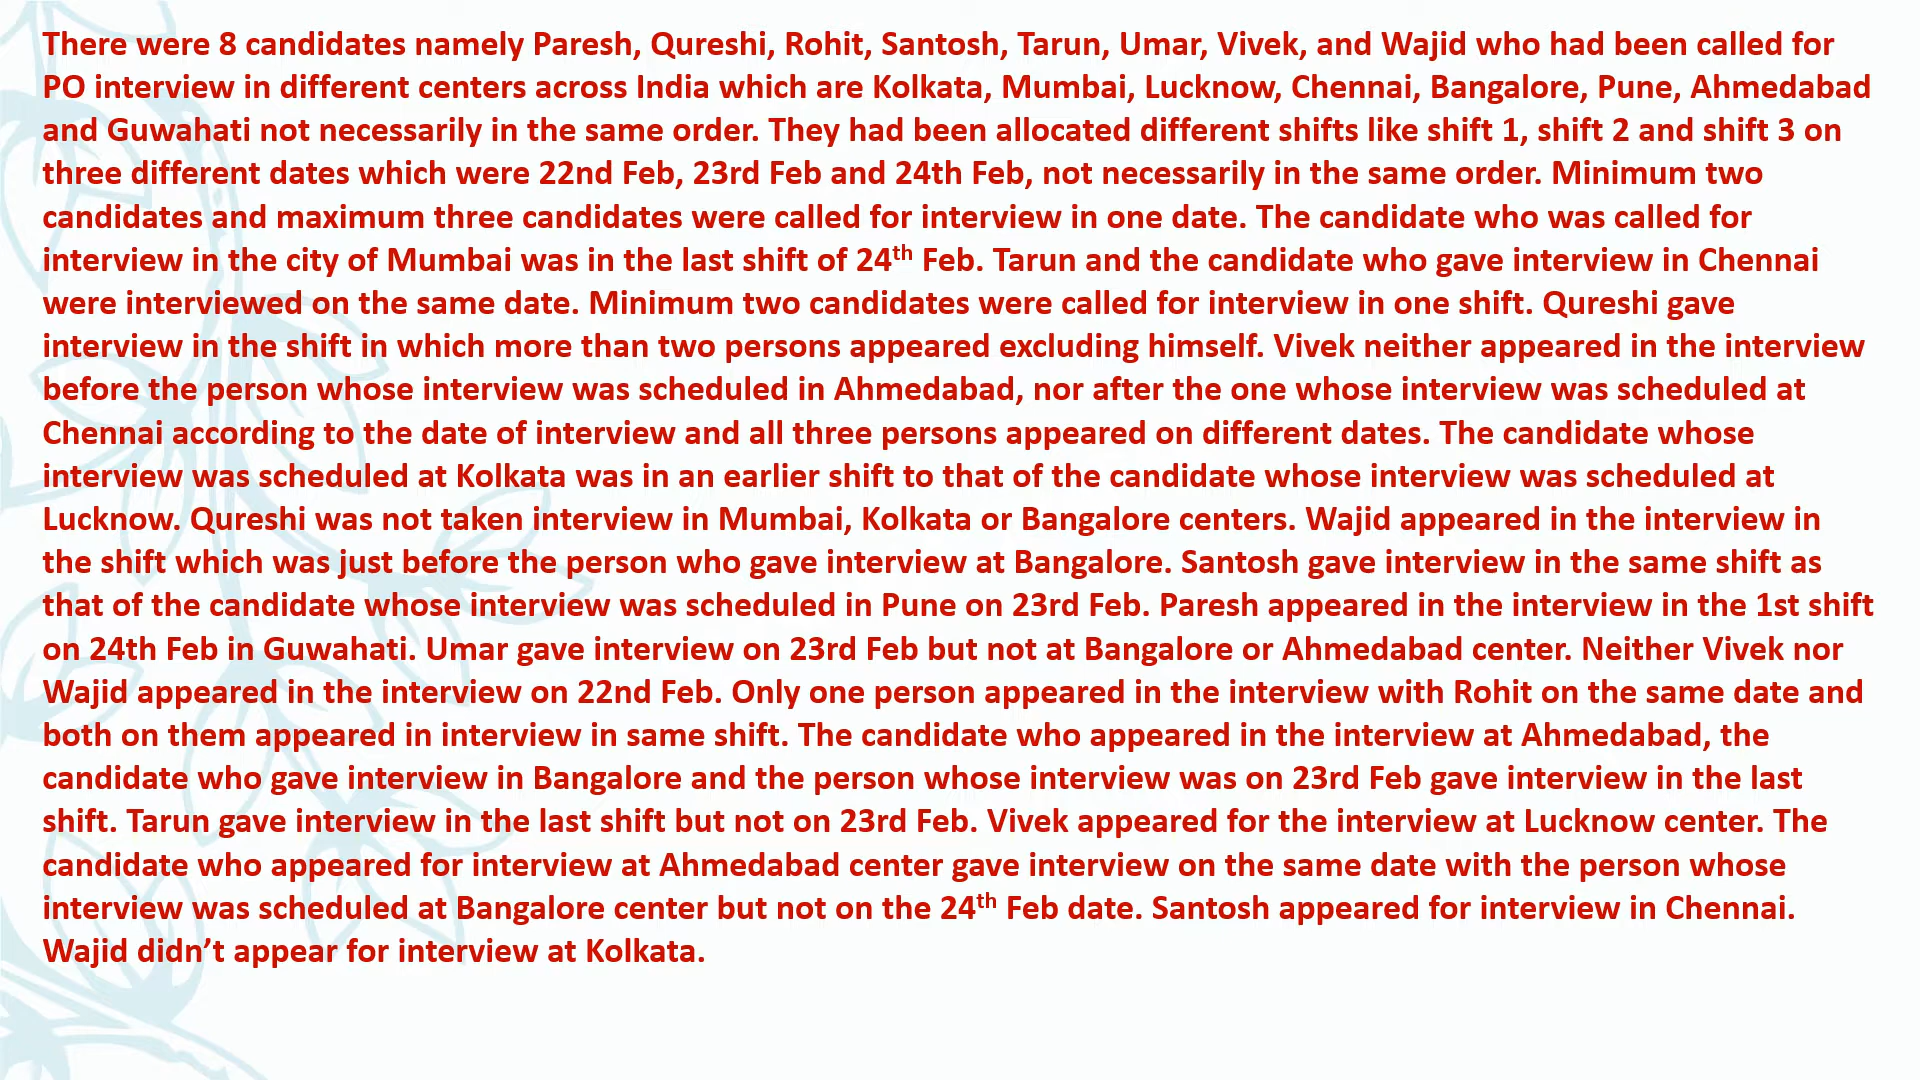 There were 8 candidates namely Paresh, Qureshi, Rohit, Santosh, Tarun, Umar, Vivek, and Wajid who had been called for
PO interview in different centers across India which are Kolkata, Mumbai, Lucknow, Chennai, Bangalore, Pune, Ahmedabad
and Guwahati not necessarily in the same order. They had been allocated different shifts like shift 1, shift 2 and shift 3 on
three different dates which were 22nd Feb, 23rd Feb and 24th Feb, not necessarily in the same order. Minimum two
candidates and maximum three candidates were called for interview in one date. The candidate who was called for
interview in the city of Mumbai was in the last shift of 24th Feb. Tarun and the candidate who gave interview in Chennai
were interviewed on the same date. Minimum two candidates were called for interview in one shift. Qureshi gave
interview in the shift in which more than two persons appeared excluding himself. Vivek neither appeared in the interview
before the person whose interview was scheduled in Ahmedabad, nor after the one whose interview was scheduled at
Chennai according to the date of interview and all three persons appeared on different dates. The candidate whose
interview was scheduled at Kolkata was in an earlier shift to that of the candidate whose interview was scheduled at
Lucknow. Qureshi was not taken interview in Mumbai, Kolkata or Bangalore centers. Wajid appeared in the interview in
the shift which was just before the person who gave interview at Bangalore. Santosh gave interview in the same shift as
that of the candidate whose interview was scheduled in Pune on 23rd Feb. Paresh appeared in the interview in the 1st shift
on 24th Feb in Guwahati. Umar gave interview on 23rd Feb but not at Bangalore or Ahmedabad center. Neither Vivek nor
Wajid appeared in the interview on 22nd Feb. Only one person appeared in the interview with Rohit on the same date and
both on them appeared in interview in same shift. The candidate who appeared in the interview at Ahmedabad, the
candidate who gave interview in Bangalore and the person whose interview was on 23rd Feb gave interview in the last
shift. Tarun gave interview in the last shift but not on 23rd Feb. Vivek appeared for the interview at Lucknow center. The
candidate who appeared for interview at Ahmedabad center gave interview on the same date with the person whose
interview was scheduled at Bangalore center but not on the 24th Feb date. Santosh appeared for interview in Chennai.
Wajid didn’t appear for interview at Kolkata.